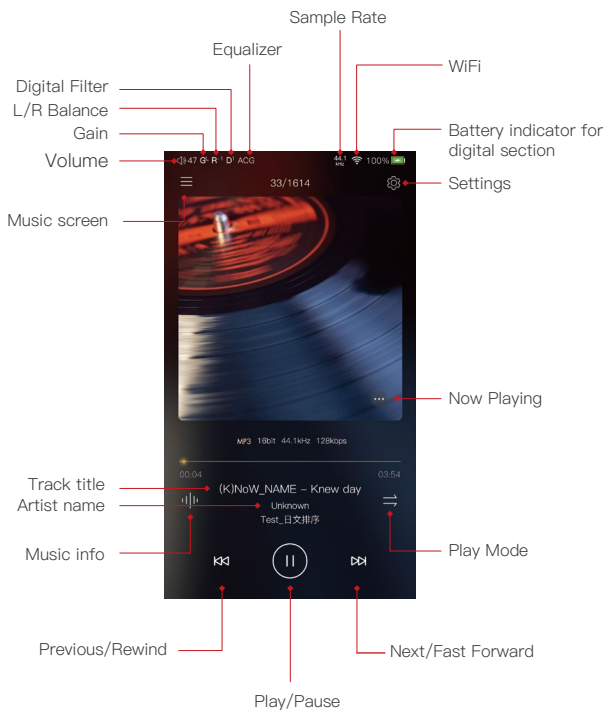 Sample Rate
Equalizer
WiFi
Digital Filter
L/R Balance
Gain
Battery indicator for
digital section
Volume
47 G L R -1 D 1 ACG
44.1
kHz
100%
33/1614
Settings
Music screen
Now Playing
MP3 16bit 44.1kHz 128kbps
00:04
03:54
Track title
(K)NoW_NAME – Knew day
Artist name
Unknown
Test_日文排序
Music info
Play Mode
Previous/Rewind
Next/Fast Forward
Play/Pause